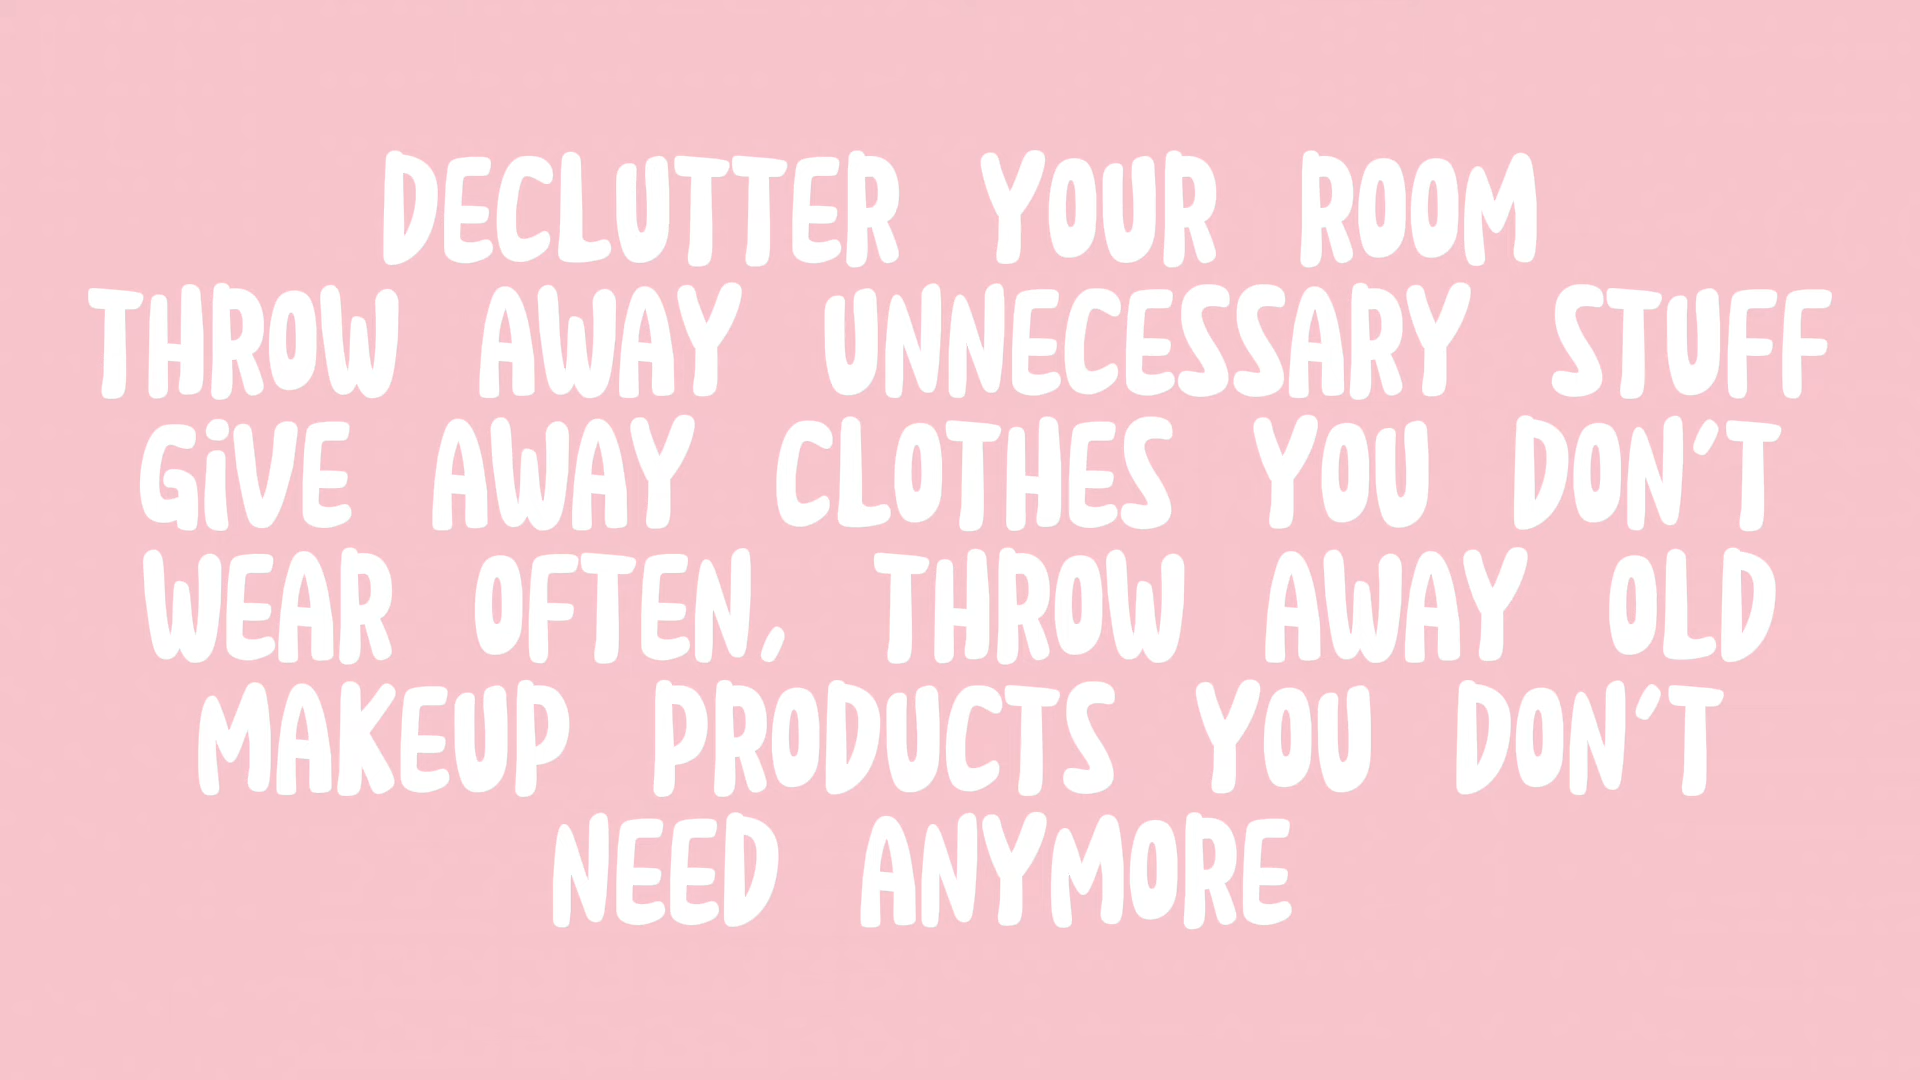 DECLUTTER YOUR ROOM
THROW AWAY UNNECESSARY STUFF
GiVE AWAY CLOTHES YOU DON'T
WEAR OFTEN, THROW AWAY OLD
MAKEUP PRODUCTS YOU DON'T
NEED ANYMORE